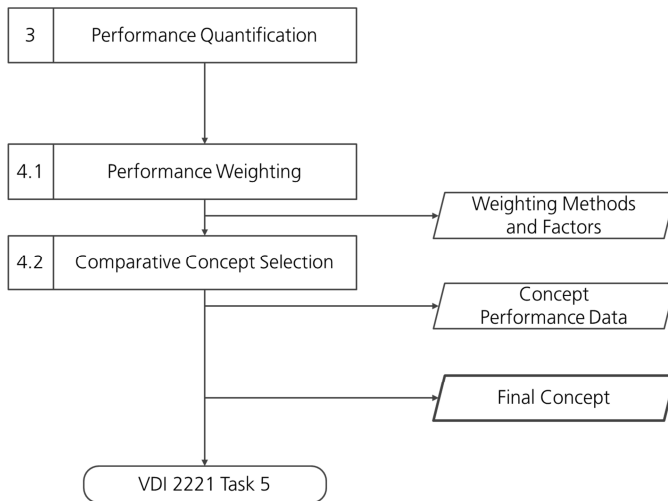 3 Performance Quantification
4.1 Performance Weighting
Weighting Methods
and Factors
4.2 Comparative Concept Selection
Concept
Performance Data
Final Concept
VDI 2221 Task 5